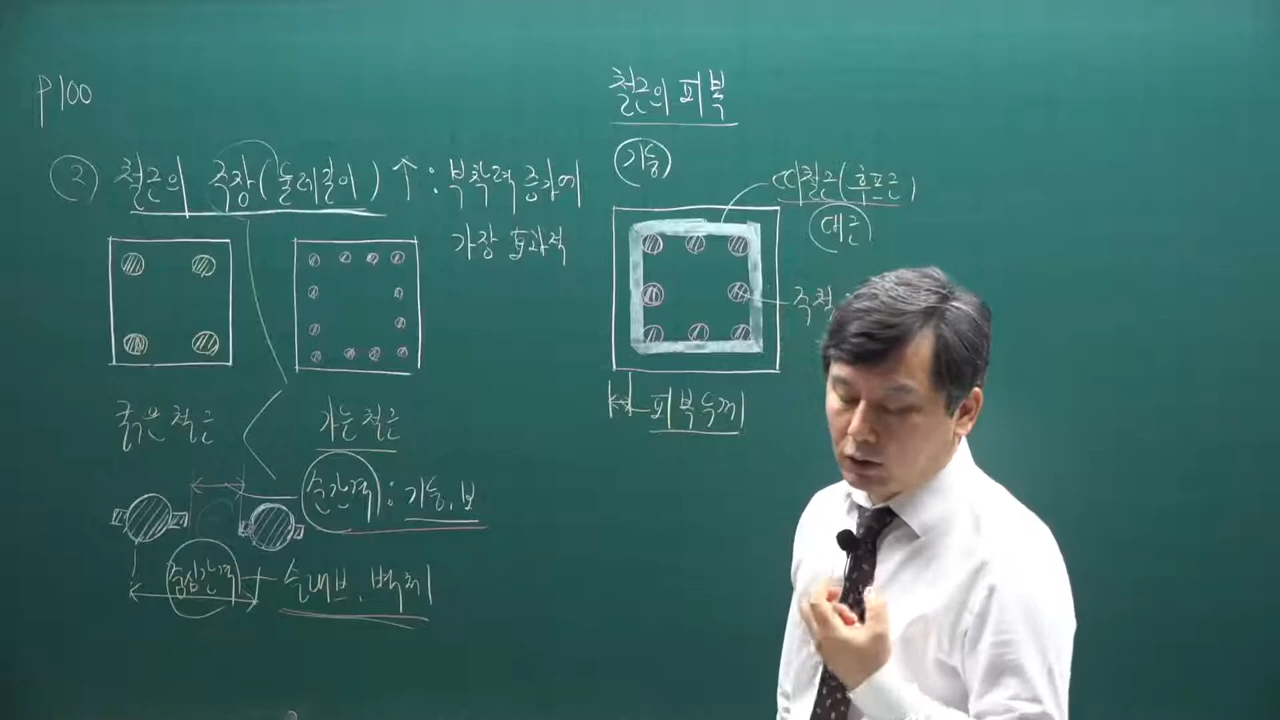 p100
② 철근의 주장(둘레길이)↑: 부착력 증가에
가장 효과적
굵은 철근
가는 철근
순간격: 기둥, 보
중심간격
슬래브, 벽체
철근의 피복
기둥
띠철근(후프근)
대근
주척
피복두께